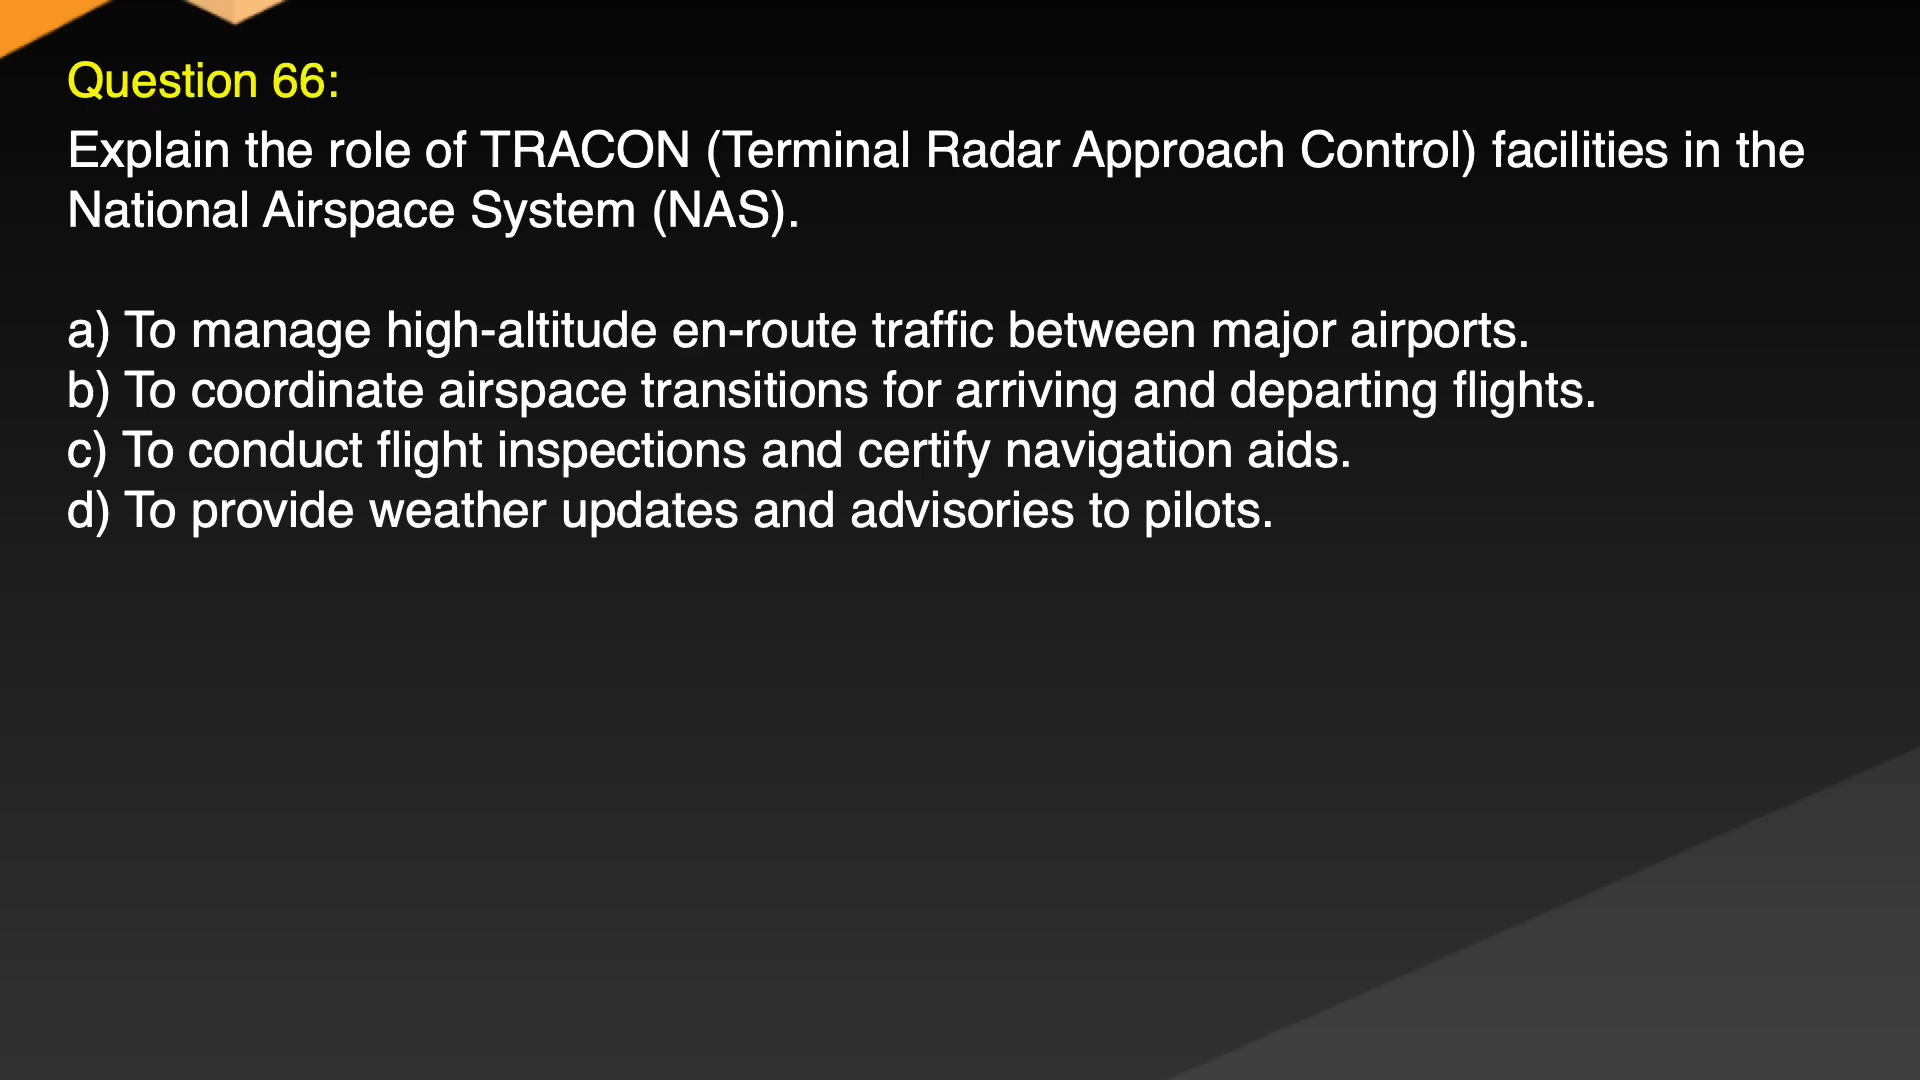 Question 66:
Explain the role of TRACON (Terminal Radar Approach Control) facilities in the
National Airspace System (NAS).
a) To manage high-altitude en-route traffic between major airports.
b) To coordinate airspace transitions for arriving and departing flights.
c) To conduct flight inspections and certify navigation aids.
d) To provide weather updates and advisories to pilots.